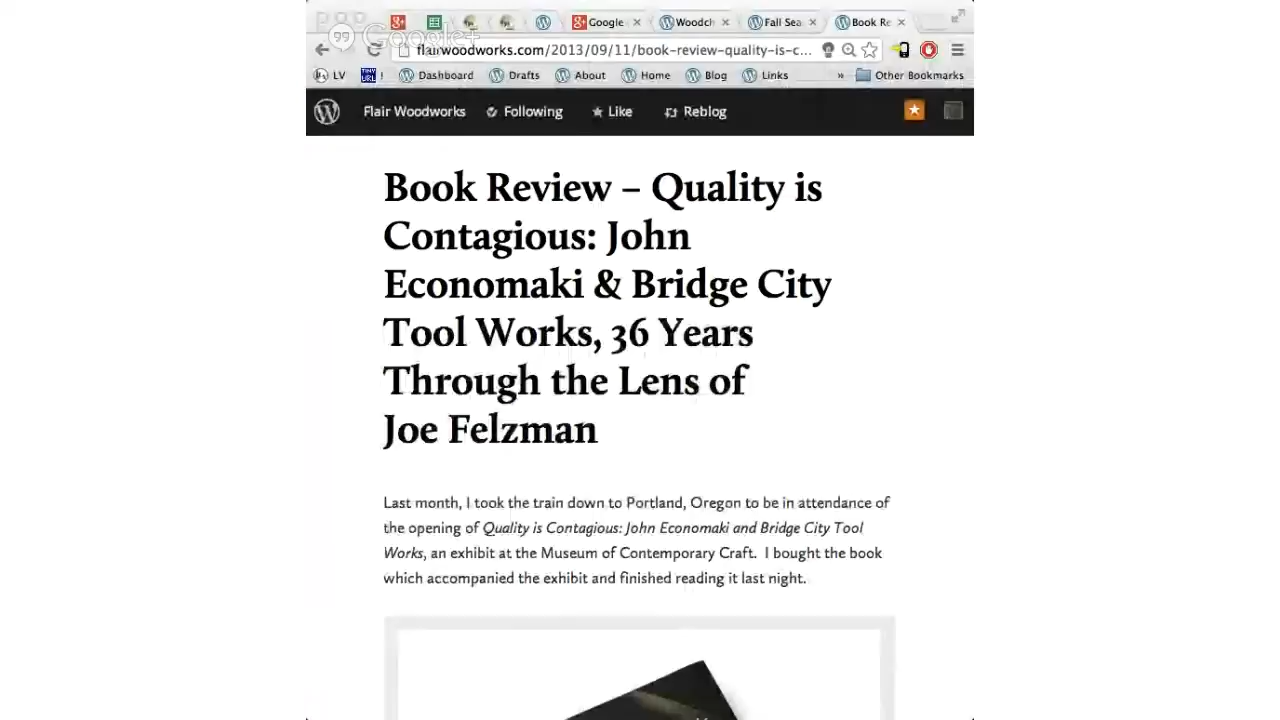 Google
Woodch
Fall Sea
Book Re
Google+
flairwoodworks.com/2013/09/11/book-review-quality-is-c...
LV
TINY
URL
!
Dashboard
Drafts
About
Home
Blog
Links
»
Other Bookmarks
Flair Woodworks
Following
Like
Reblog
Book Review – Quality is
Contagious: John
Economaki & Bridge City
Tool Works, 36 Years
Through the Lens of
Joe Felzman
Last month, I took the train down to Portland, Oregon to be in attendance of
the opening of Quality is Contagious: John Economaki and Bridge City Tool
Works, an exhibit at the Museum of Contemporary Craft.  I bought the book
which accompanied the exhibit and finished reading it last night.